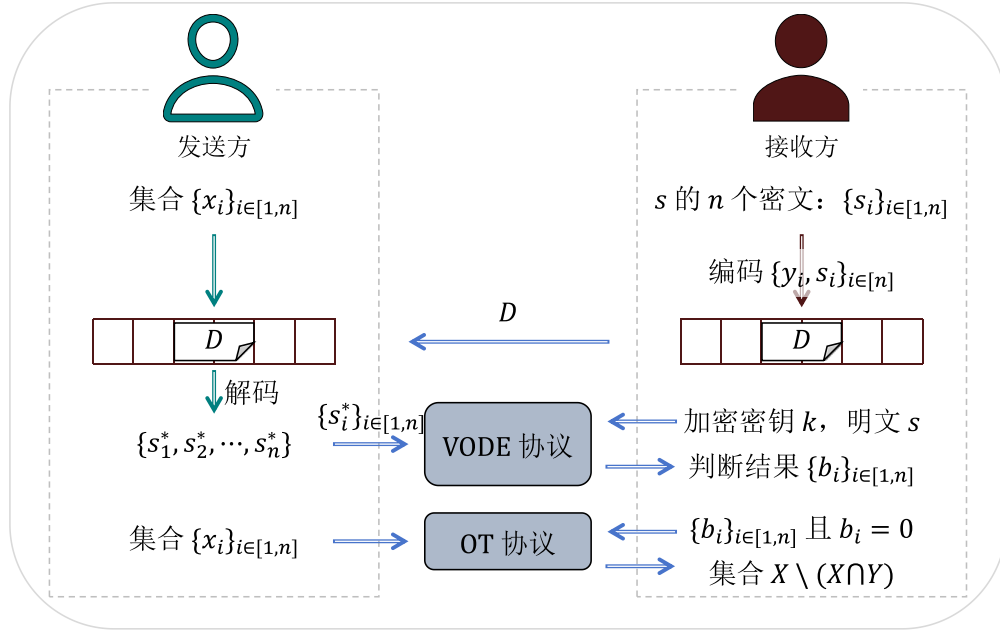 发送方
接收方
集合 {x_i}_{i∈[1,n]}
s 的 n 个密文：{s_i}_{i∈[1,n]}
编码 {y_i, s_i}_{i∈[n]}
D
D
D
解码
{s_i^*}_{i∈[1,n]}
{s_1^*, s_2^*, ⋯, s_n^*}
VODE 协议
加密密钥 k，明文 s
判断结果 {b_i}_{i∈[1,n]}
集合 {x_i}_{i∈[1,n]}
OT 协议
{b_i}_{i∈[1,n]} 且 b_i = 0
集合 X \ (X⋂Y)